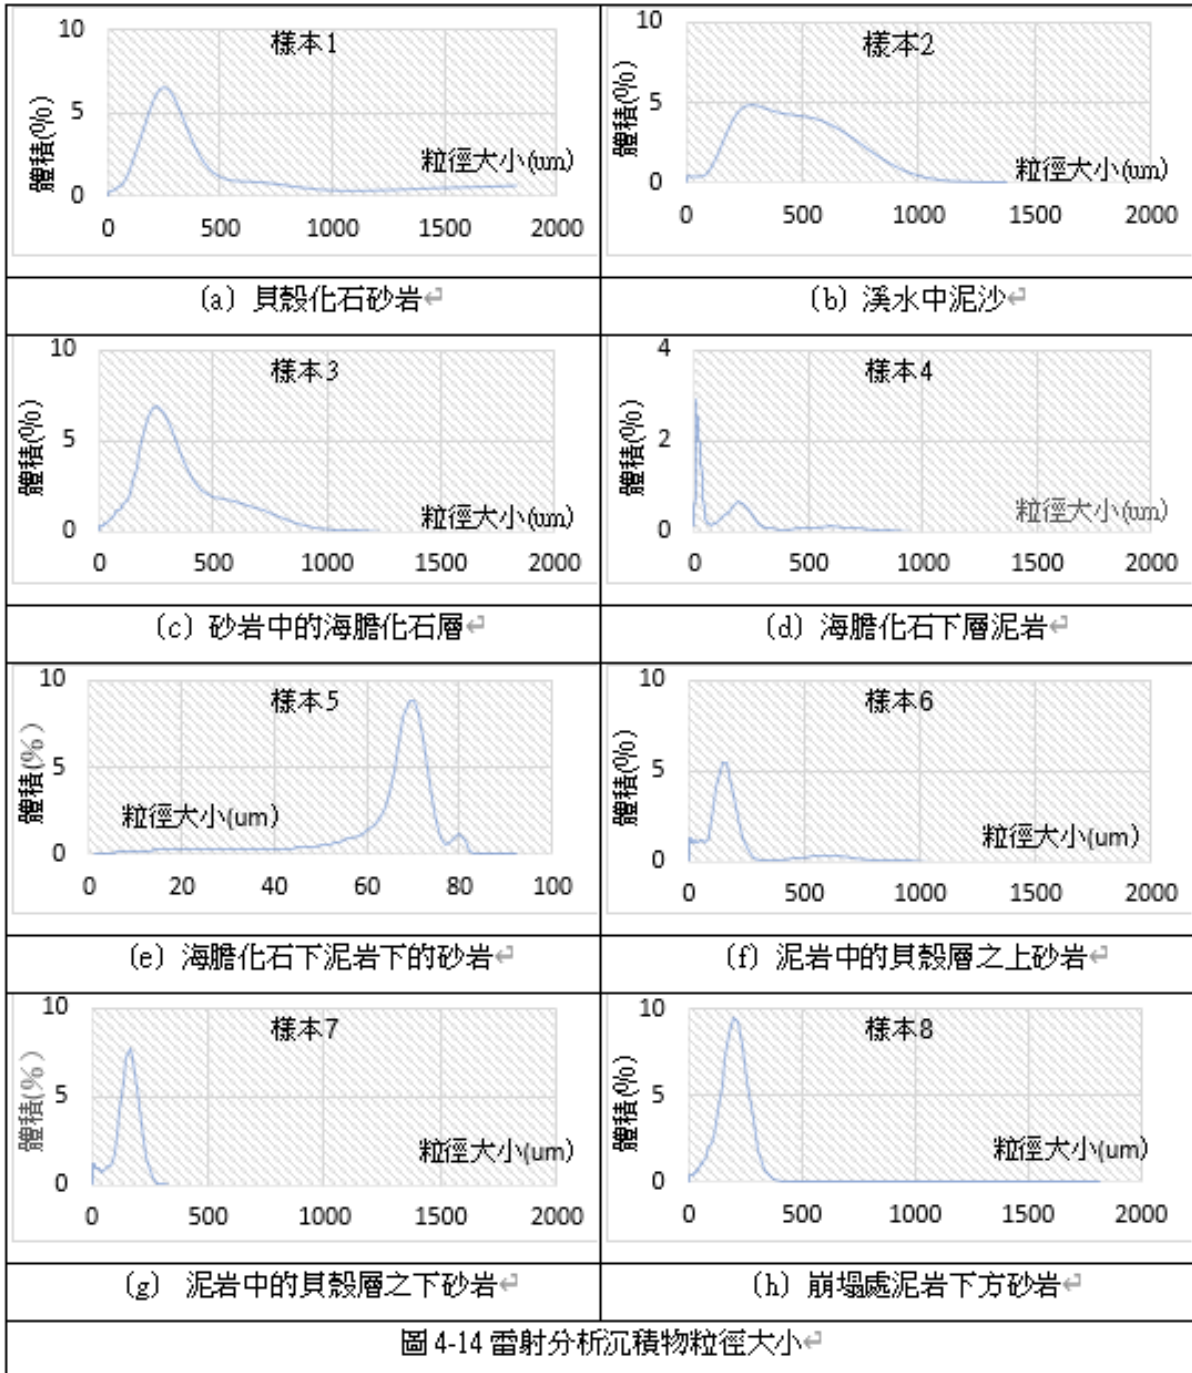 樣本1
10
5
0
體積(%)
粒徑大小(um)
0 500 1000 1500 2000
(a) 貝殼化石砂岩
樣本2
10
5
0
體積(%)
粒徑大小(um)
0 500 1000 1500 2000
(b) 溪水中泥沙
樣本3
10
5
0
體積(%)
粒徑大小(um)
0 500 1000 1500 2000
(c) 砂岩中的海膽化石層
樣本4
4
2
0
體積(%)
粒徑大小(um)
0 500 1000 1500 2000
(d) 海膽化石下層泥岩
樣本5
10
5
0
體積(%)
粒徑大小(um)
0 20 40 60 80 100
(e) 海膽化石下泥岩下的砂岩
樣本6
10
5
0
體積(%)
粒徑大小(um)
0 500 1000 1500 2000
(f) 泥岩中的貝殼層之上砂岩
樣本7
10
5
0
體積(%)
粒徑大小(um)
0 500 1000 1500 2000
(g) 泥岩中的貝殼層之下砂岩
樣本8
10
5
0
體積(%)
粒徑大小(um)
0 500 1000 1500 2000
(h) 崩塌處泥岩下方砂岩
圖 4-14 雷射分析沉積物粒徑大小